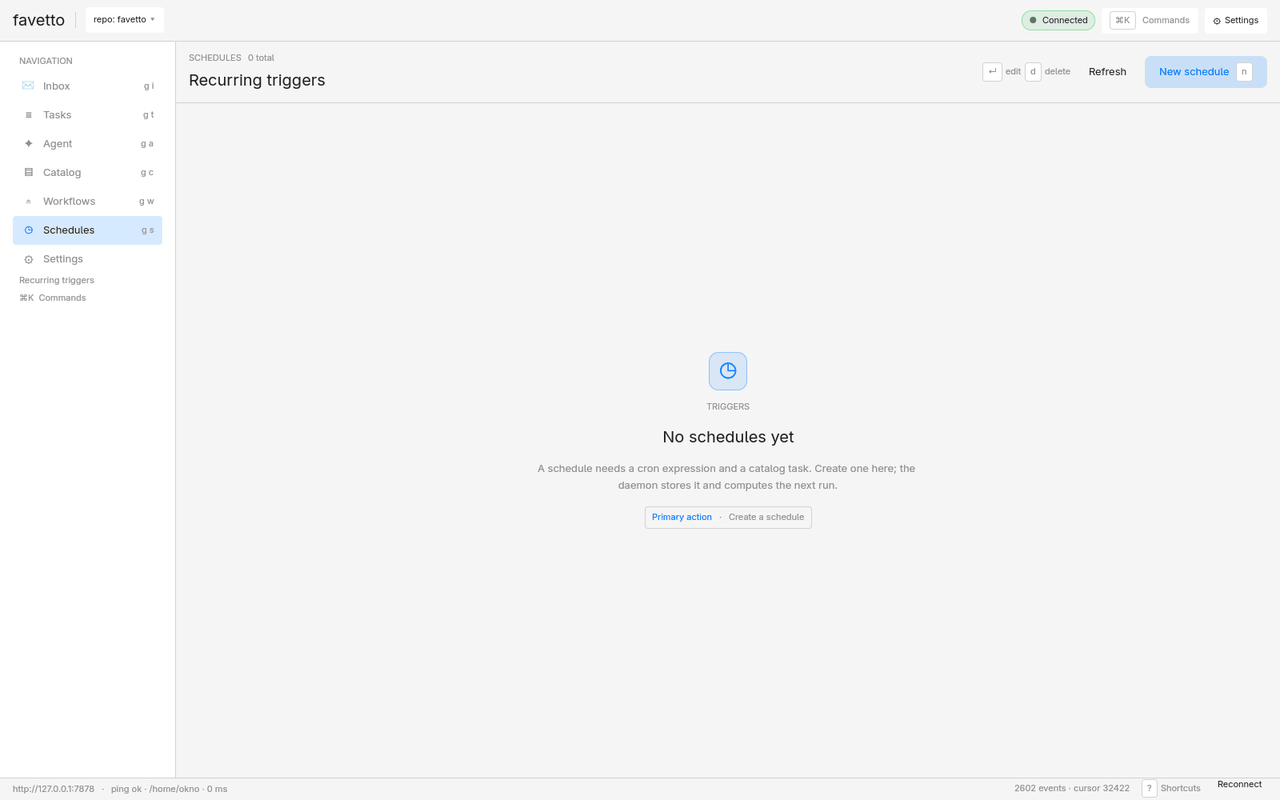 favetto
repo: favetto ▾
Connected
⌘K Commands
⚙ Settings
NAVIGATION
Inbox g i
Tasks g t
Agent g a
Catalog g c
Workflows g w
Schedules g s
Settings
Recurring triggers
⌘K Commands
SCHEDULES 0 total
Recurring triggers
↵ edit d delete
Refresh
New schedule n
TRIGGERS
No schedules yet
A schedule needs a cron expression and a catalog task. Create one here; the
daemon stores it and computes the next run.
Primary action · Create a schedule
http://127.0.0.1:7878 · ping ok · /home/okno · 0 ms
2602 events · cursor 32422
? Shortcuts
Reconnect